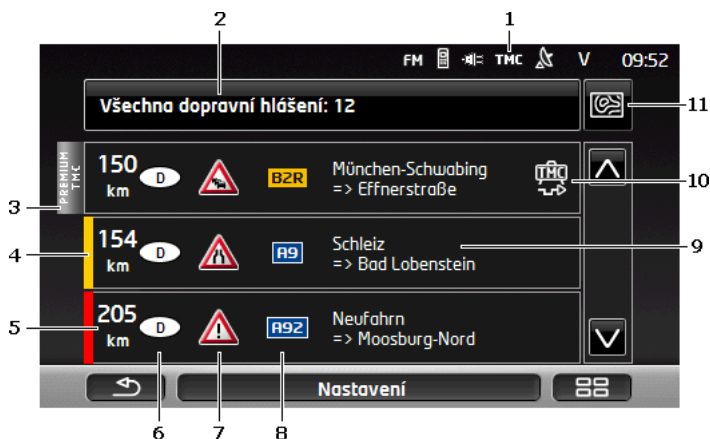 1
2
FM TMC V 09:52
Všechna dopravní hlášení: 12
11
PREMIUM
TMC
150
km
D
B2R
München-Schwabing
=> Effnerstraße
TMC
10
3
154
km
D
A9
Schleiz
=> Bad Lobenstein
9
4
205
km
D
A92
Neufahrn
=> Moosburg-Nord
5
Nastavení
6
7
8